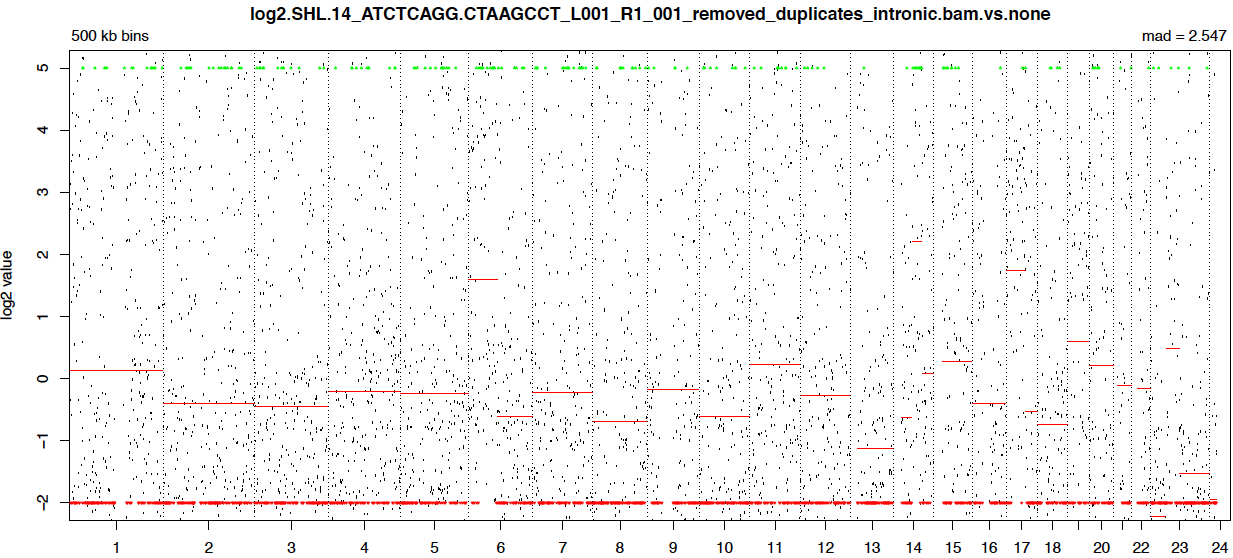 log2.SHL.14_ATCTCAGG.CTAAGCCT_L001_R1_001_removed_duplicates_intronic.bam.vs.none
500 kb bins mad = 2.547
5
4
3
2
1
0
−1
−2
log2 value
1 2 3 4 5 6 7 8 9 10 11 12 13 14 15 16 17 18 20 22 23 24